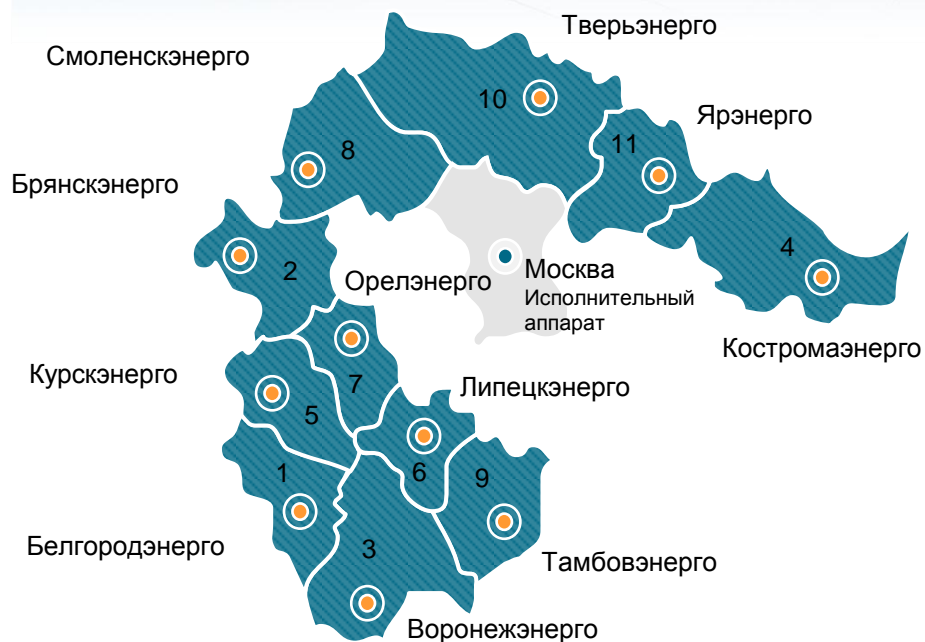 Тверьэнерго
Смоленскэнерго
10
Ярэнерго
11
8
Брянскэнерго
4
2
Москва
Орелэнерго
Исполнительный
аппарат
Костромаэнерго
Курскэнерго
7
Липецкэнерго
5
1
6
9
Белгородэнерго
3
Тамбовэнерго
Воронежэнерго